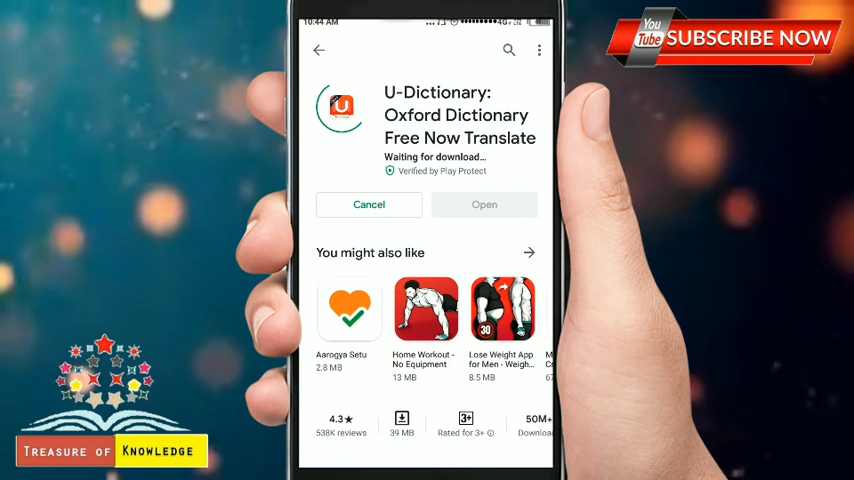 You
Tube
SUBSCRIBE NOW
10:44 AM
U-Dictionary:
Oxford Dictionary
Free Now Translate
Waiting for download...
Verified by Play Protect
Cancel
Open
You might also like
30
Aarogya Setu
2.8 MB
Home Workout -
No Equipment
13 MB
Lose Weight App
for Men - Weigh...
8.5 MB
4.3★
538K reviews
39 MB
3+
Rated for 3+
50M+
Downloa
TREASURE OF KNOWLEDGE